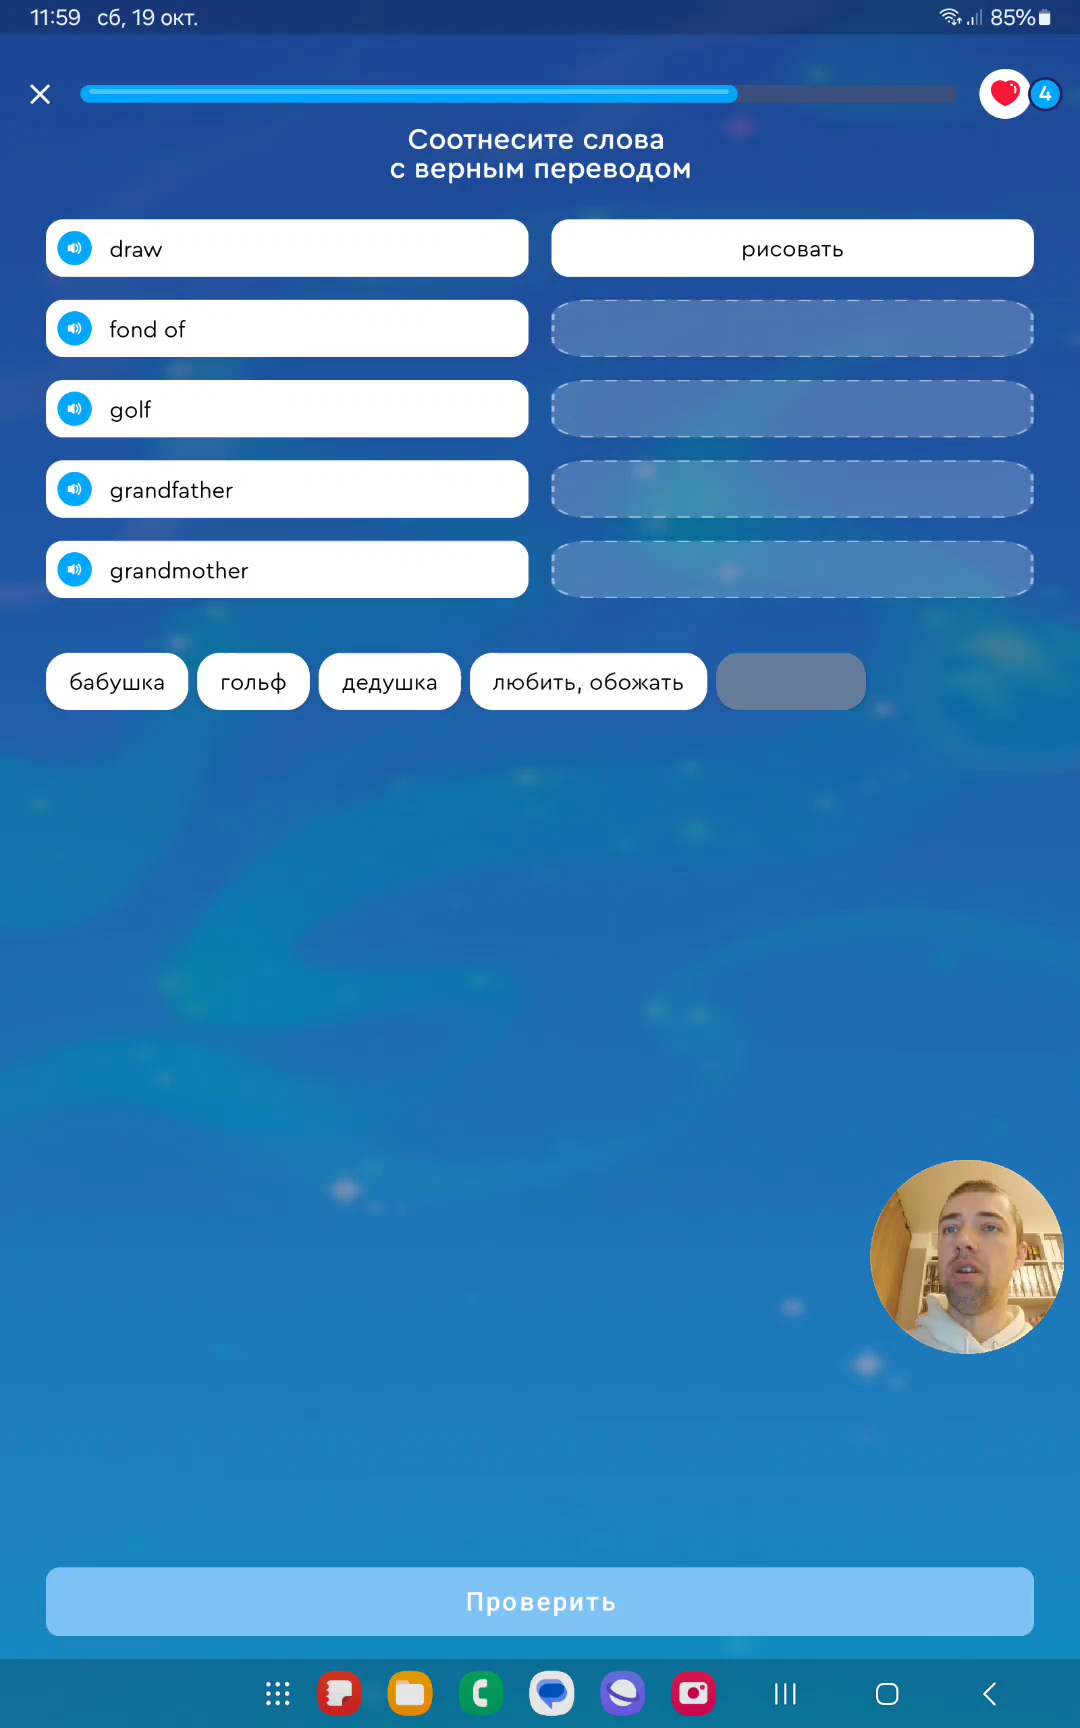 11:59 сб, 19 окт. 85%
4
Соотнесите слова
с верным переводом
draw рисовать
fond of
golf
grandfather
grandmother
бабушка гольф дедушка любить, обожать
Проверить